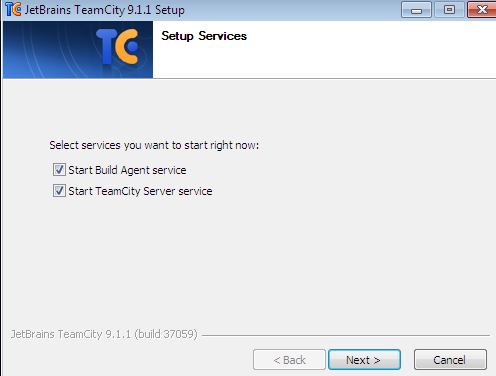 TC JetBrains TeamCity 9.1.1 Setup
TC
Setup Services
Select services you want to start right now:
Start Build Agent service
Start TeamCity Server service
JetBrains TeamCity 9.1.1 (build 37059)
< Back Next > Cancel